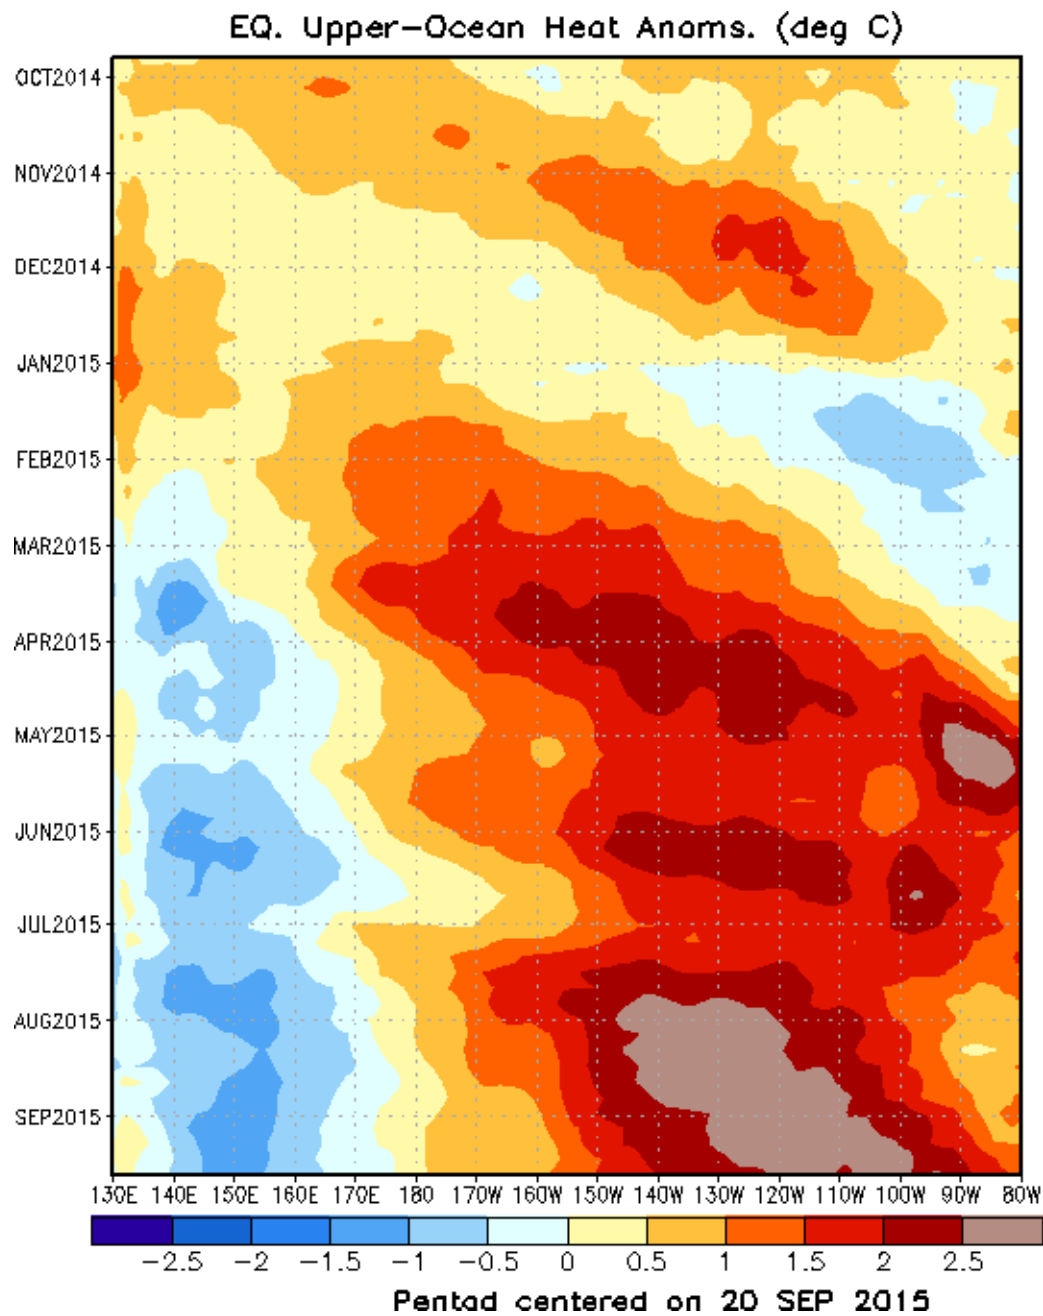 EQ. Upper-Ocean Heat Anoms. (deg C)
OCT2014
NOV2014
DEC2014
JAN2015
FEB2015
MAR2015
APR2015
MAY2015
JUN2015
JUL2015
AUG2015
SEP2015
130E 140E 150E 160E 170E 180 170W 160W 150W 140W 130W 120W 110W 100W 90W 80W
-2.5 -2 -1.5 -1 -0.5 0 0.5 1 1.5 2 2.5
Pentad centered on 20 SEP 2015